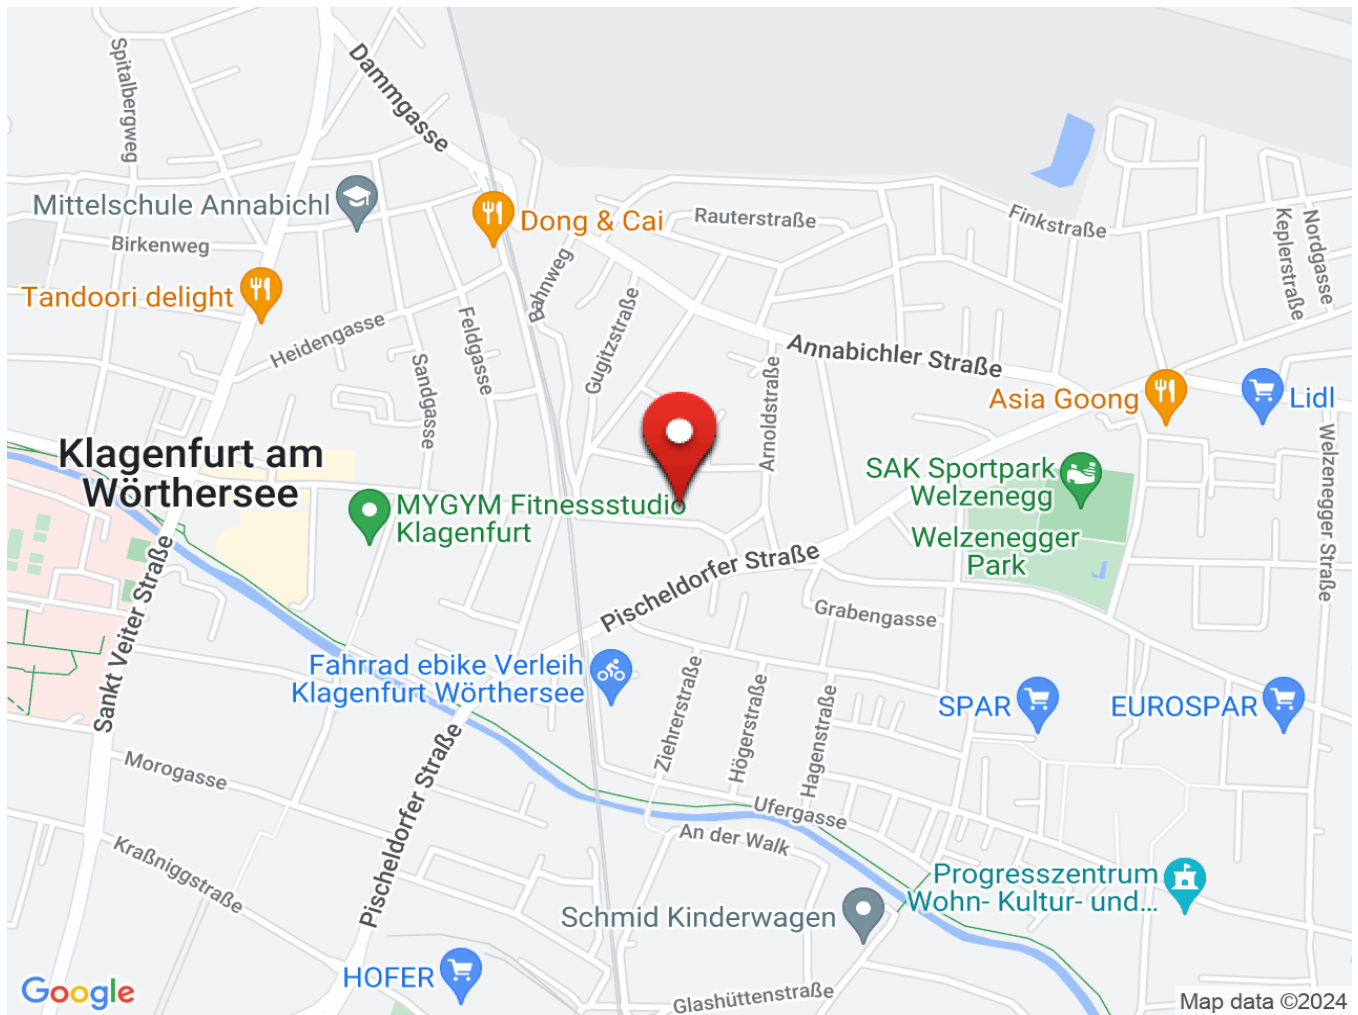 Spitalbergweg
Dammgasse
Mittelschule Annabichl
Dong & Cai
Rauterstraße
Finkstraße
Nordgasse
Keplerstraße
Birkenweg
Tandoori delight
Bahnweg
Heidengasse
Feldgasse
Gugitzstraße
Sandgasse
Annabichler Straße
Arnoldstraße
Asia Goong
Lidl
Klagenfurt am
Wörthersee
MYGYM Fitnessstudio
Klagenfurt
SAK Sportpark
Welzenegg
Welzenegger
Park
Welzenegger Straße
Sankt Veiter Straße
Pischeldorfer Straße
Grabengasse
Fahrrad ebike Verleih
Klagenfurt Wörthersee
Ziehrerstraße
Högerstraße
Hagenstraße
SPAR
EUROSPAR
Morogasse
Pischeldorfer Straße
Ufergasse
An der Walk
Kraßniggstraße
Progresszentrum
Wohn- Kultur- und...
Schmid Kinderwagen
HOFER
Glashüttenstraße
Google
Map data ©2024